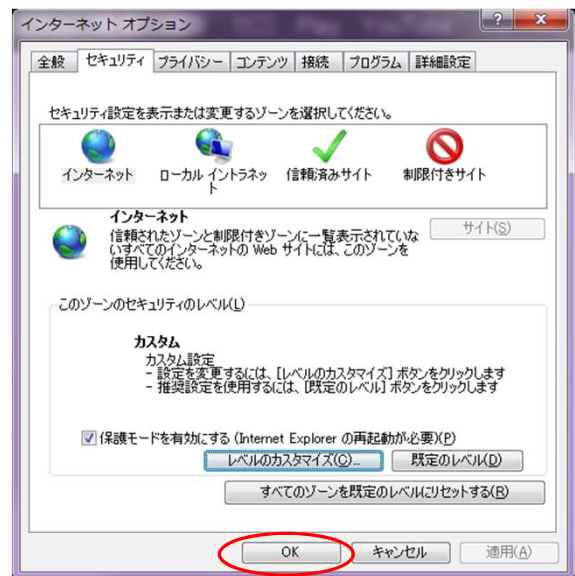 インターネット オプション
全般 セキュリティ プライバシー コンテンツ 接続 プログラム 詳細設定
セキュリティ設定を表示または変更するゾーンを選択してください。
インターネット ローカル イントラネッ 信頼済みサイト 制限付きサイト
ト
インターネット
信頼されたゾーンと制限付きゾーンに一覧表示されていな
いすべてのインターネットの Web サイトには、このゾーンを
使用してください。
サイト(S)
このゾーンのセキュリティのレベル(L)
カスタム
カスタム設定
- 設定を変更するには、[レベルのカスタマイズ] ボタンをクリックします
- 推奨設定を使用するには、[既定のレベル] ボタンをクリックします
保護モードを有効にする (Internet Explorer の再起動が必要)(P)
レベルのカスタマイズ(C)... 既定のレベル(D)
すべてのゾーンを既定のレベルにリセットする(R)
OK キャンセル 適用(A)